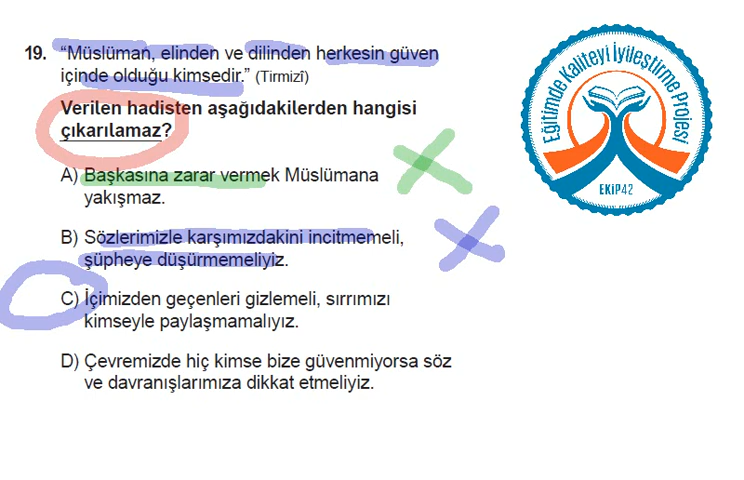 19. “Müslüman, elinden ve dilinden herkesin güven
içinde olduğu kimsedir.” (Tirmizî)
Verilen hadisten aşağıdakilerden hangisi
çıkarılamaz?
A) Başkasına zarar vermek Müslümana
yakışmaz.
B) Sözlerimizle karşımızdakini incitmemeli,
şüpheye düşürmemeliyiz.
C) İçimizden geçenleri gizlemeli, sırrımızı
kimseyle paylaşmamalıyız.
D) Çevremizde hiç kimse bize güvenmiyorsa söz
ve davranışlarımıza dikkat etmeliyiz.
Eğitimde Kaliteyi İyileştirme Projesi
EKİP42